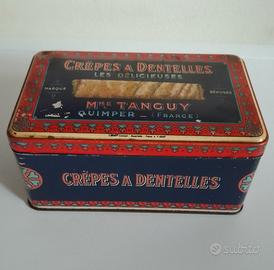 CRÊPES A DENTELLES
LES DÉLICIEUSES
MARQUE
DÉPOSÉE
MME TANGUY
QUIMPER _ (FRANCE)
CRÊPES A DENTELLES
subito